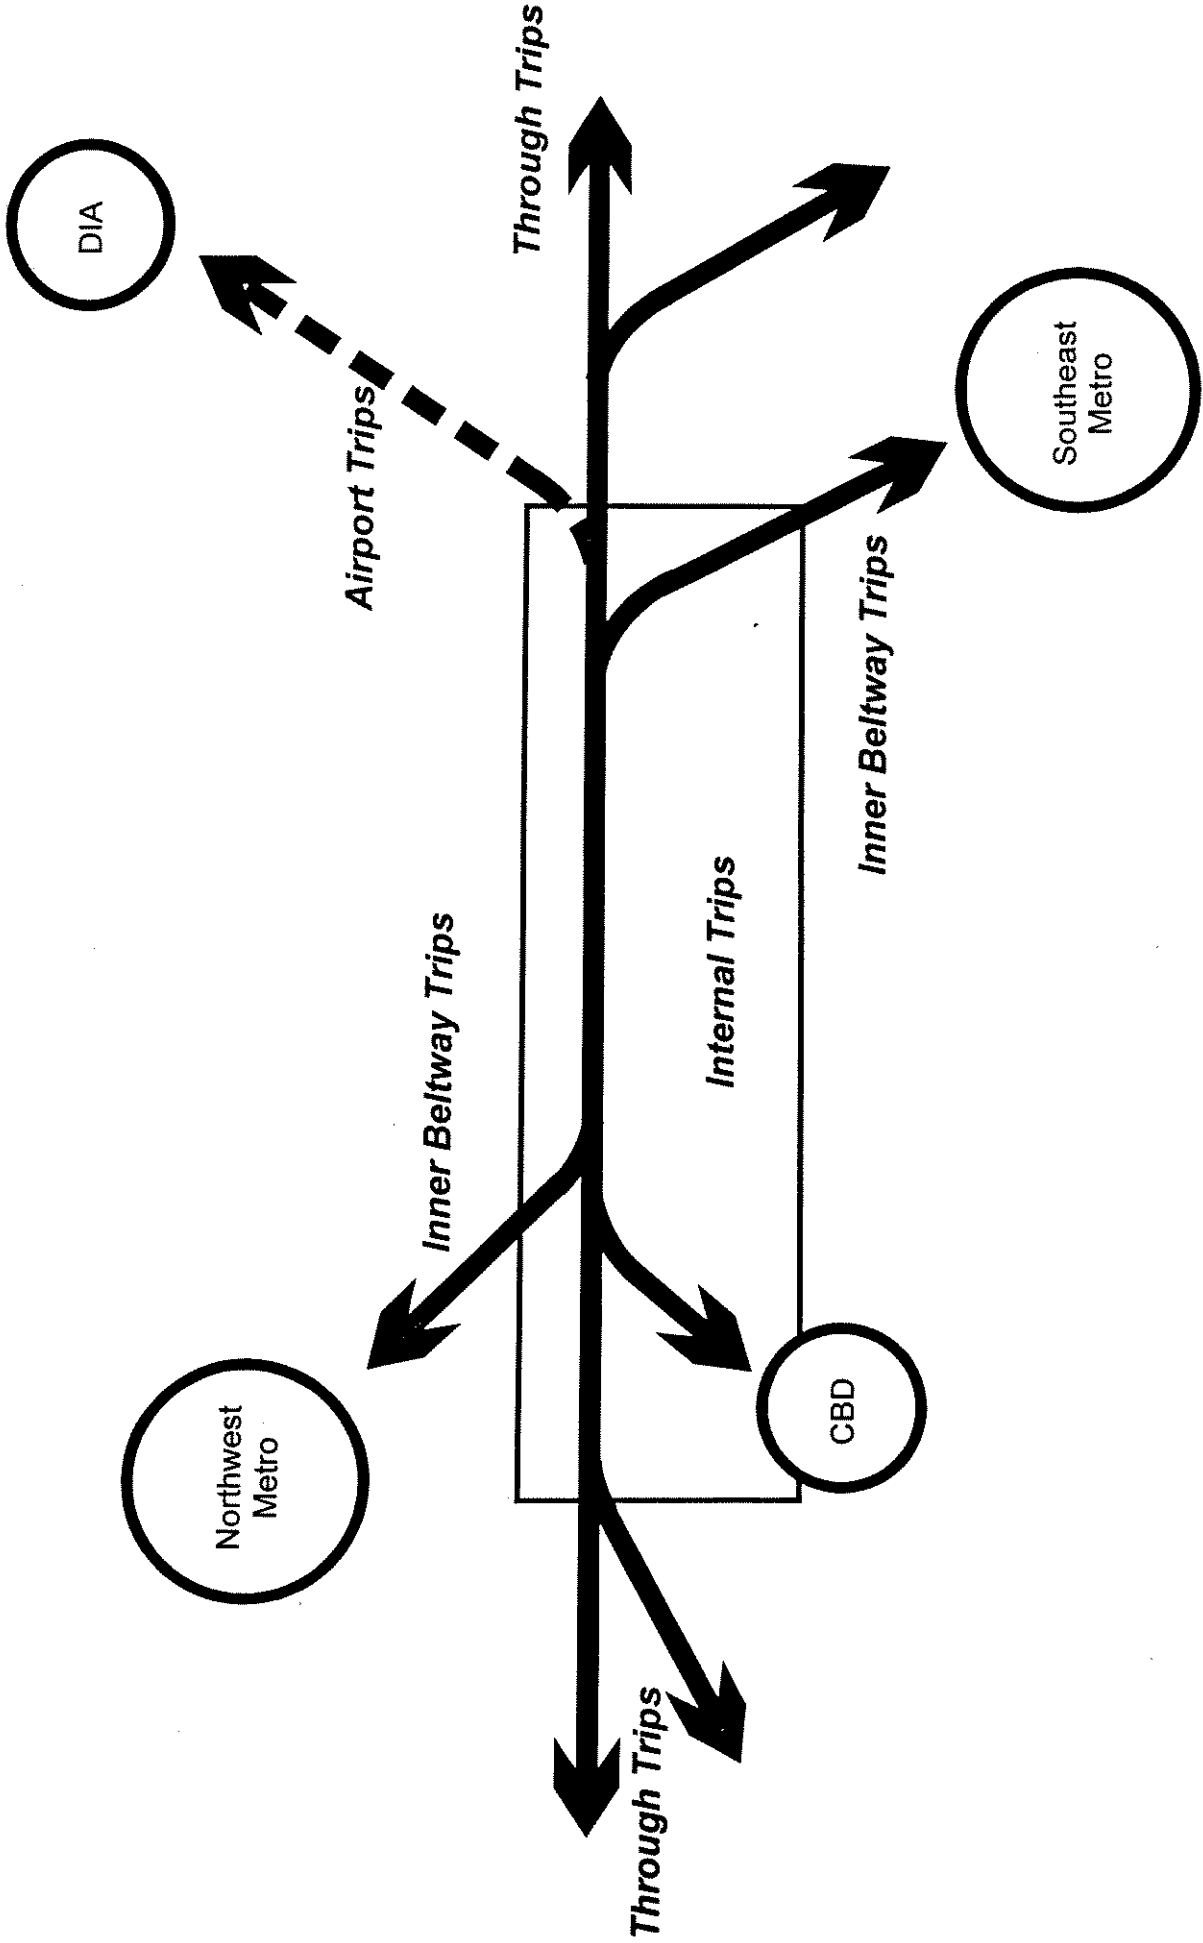 DIA
Through Trips
Airport Trips
Southeast
Metro
Inner Beltway Trips
Internal Trips
Inner Beltway Trips
Northwest
Metro
CBD
Through Trips